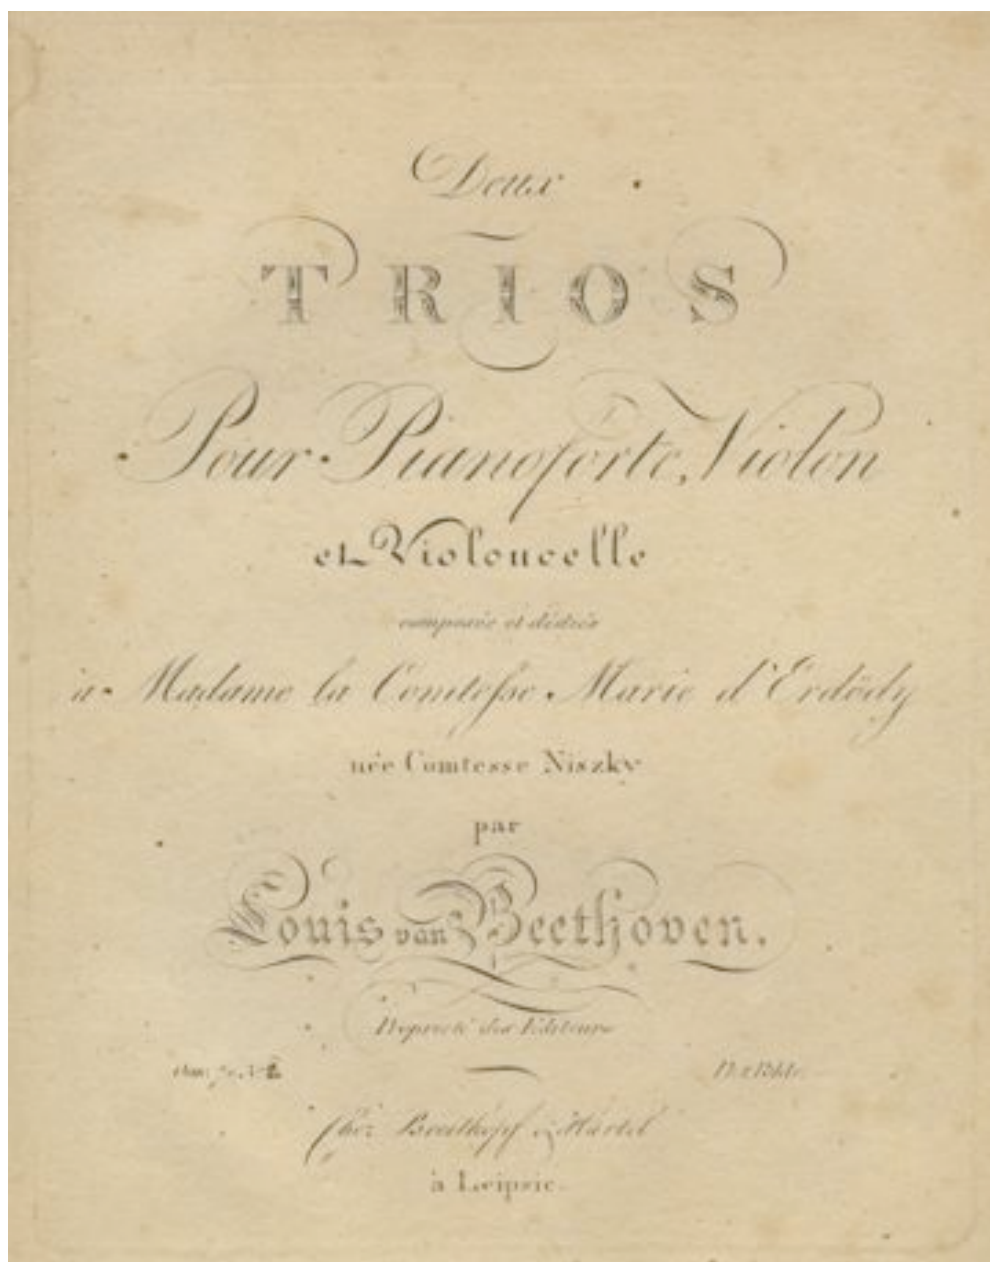 Deux
TRIOS
Pour Pianoforte, Violon
et Violoncelle
composés et dédiés
à Madame la Comtesse Marie d'Erdödy
née Comtesse Niszky
par
Louis van Beethoven.
Propriété des Editeurs
Chez Breitkopf & Härtel
à Leipsic.